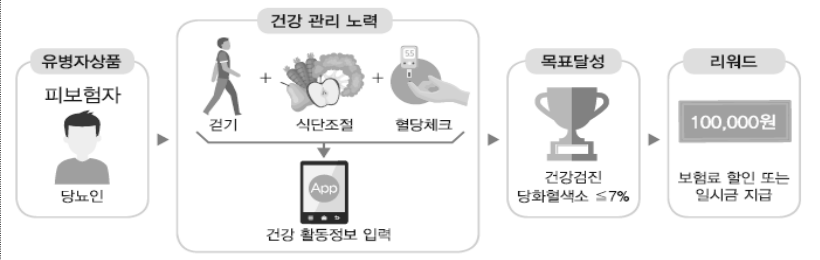 유병자상품
피보험자
당뇨인
건강 관리 노력
걷기
+
식단조절
+
55
혈당체크
App
건강 활동정보 입력
목표달성
건강검진
당화혈색소 ≦7%
리워드
100,000원
보험료 할인 또는
일시금 지급